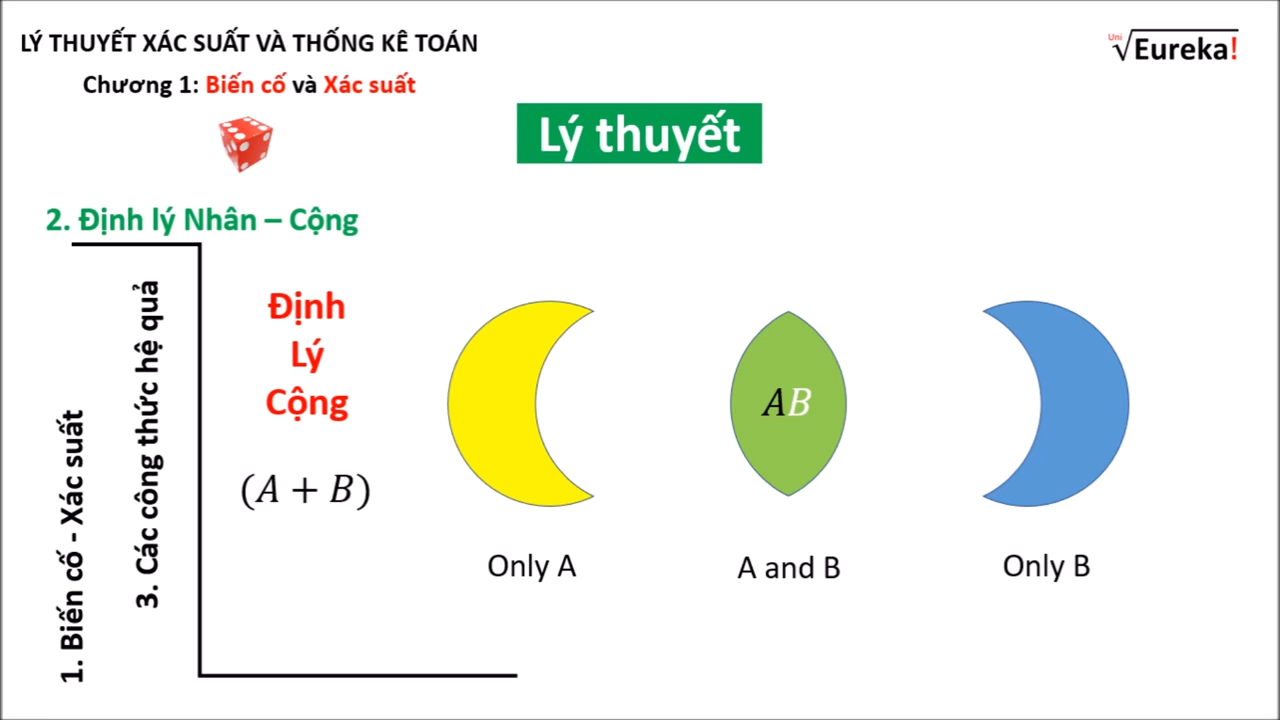 LÝ THUYẾT XÁC SUẤT VÀ THỐNG KÊ TOÁN
Chương 1: Biến cố và Xác suất
Uni
√Eureka!
Lý thuyết
2. Định lý Nhân – Cộng
1. Biến cố - Xác suất
3. Các công thức hệ quả
Định
Lý
Cộng
(A + B)
AB
Only A
A and B
Only B